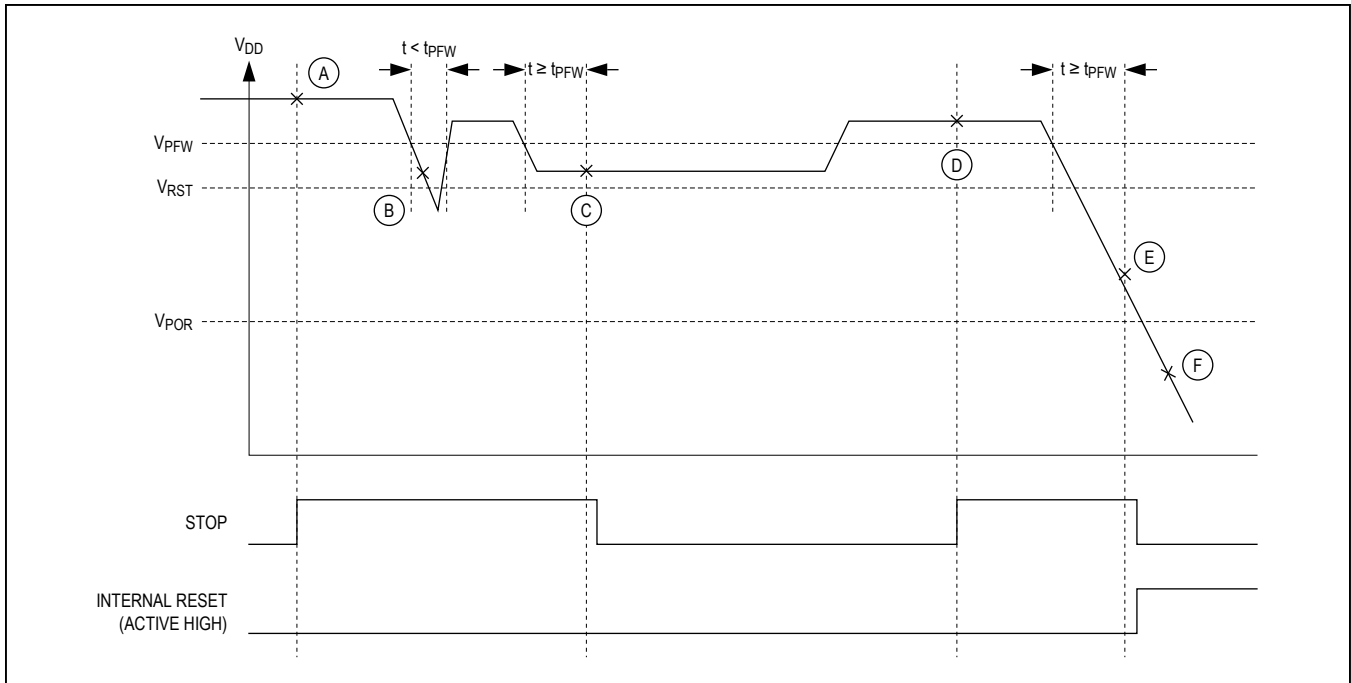 VDD
t < tPFW
t ≥ tPFW
t ≥ tPFW
A
VPFW
D
VRST
B
C
E
VPOR
F
STOP
INTERNAL RESET
(ACTIVE HIGH)